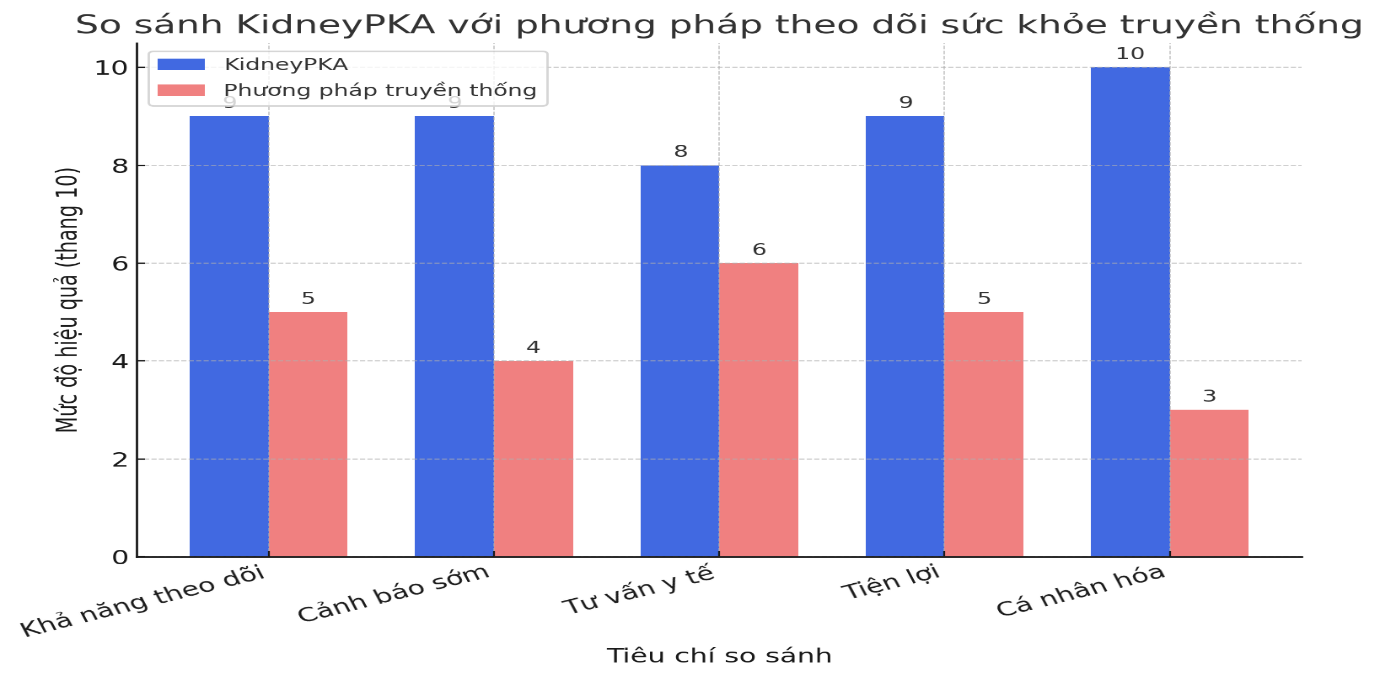 So sánh KidneyPKA với phương pháp theo dõi sức khỏe truyền thống
KidneyPKA
Phương pháp truyền thống
Mức độ hiệu quả (thang 10)
10
8
6
4
2
0
9
5
9
4
8
6
9
5
10
3
Khả năng theo dõi
Cảnh báo sớm
Tư vấn y tế
Tiện lợi
Cá nhân hóa
Tiêu chí so sánh